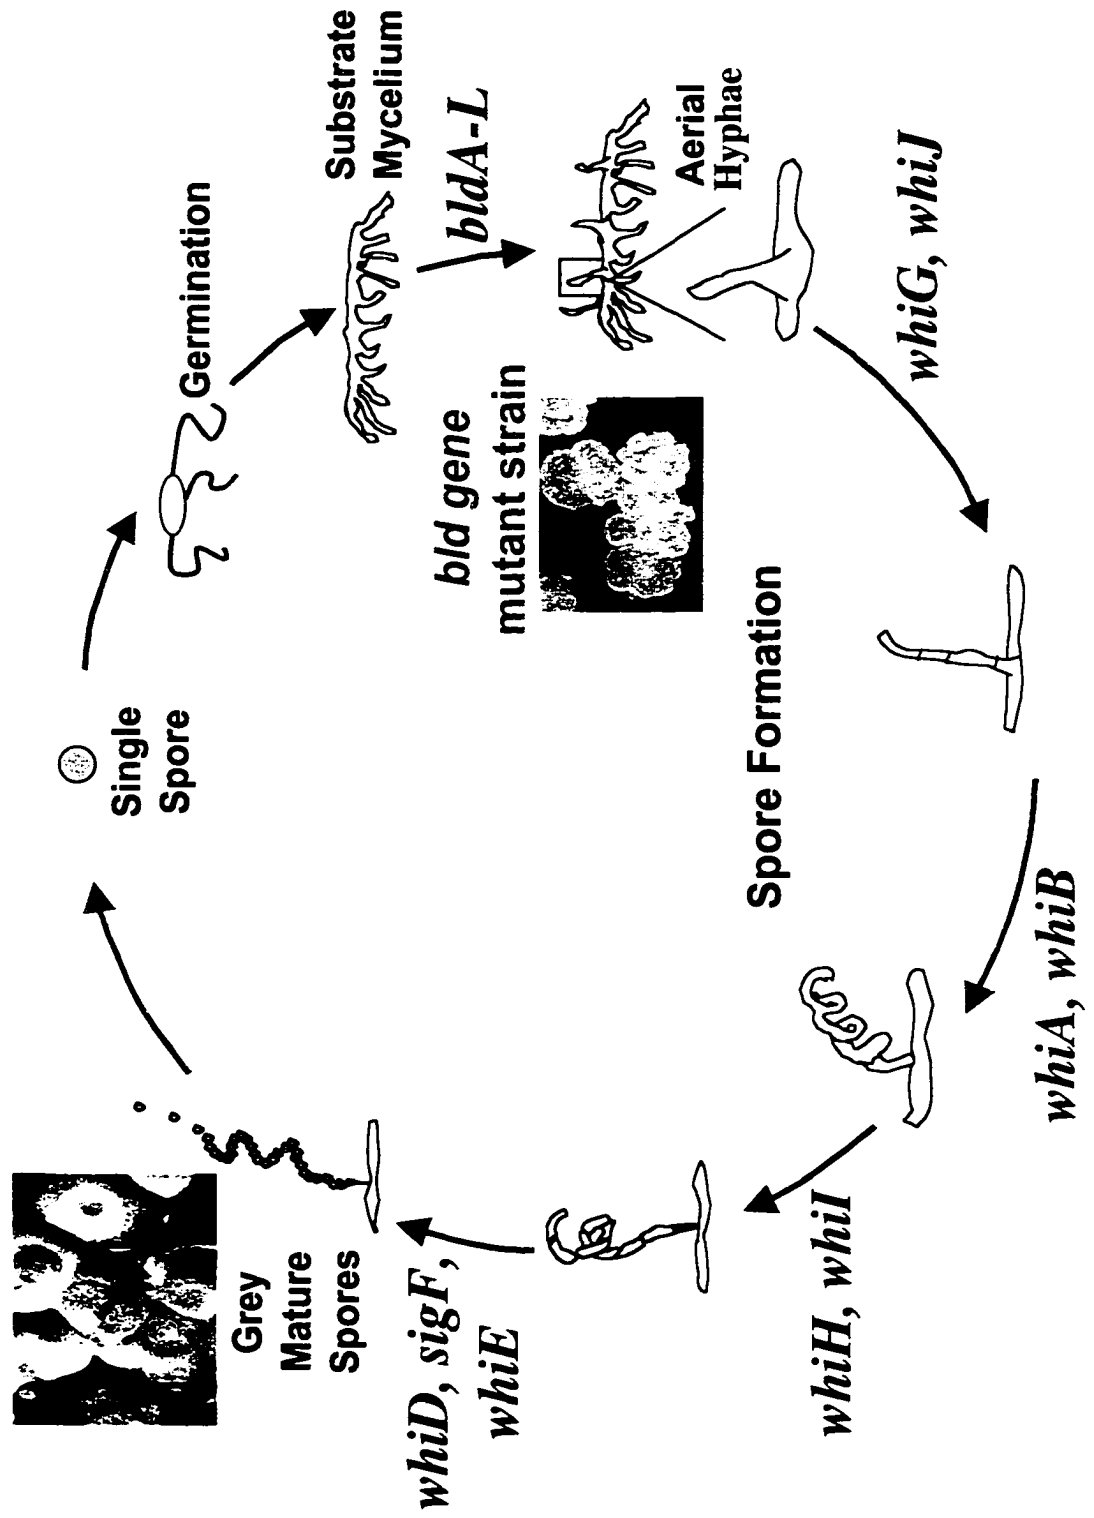 Single
Spore
Germination
Substrate
Mycelium
bldA-L
Aerial
Hyphae
bld gene
mutant strain
whiG, whiJ
Spore Formation
whiA, whiB
whiH, whiI
whiD, sigF,
whiE
Grey
Mature
Spores